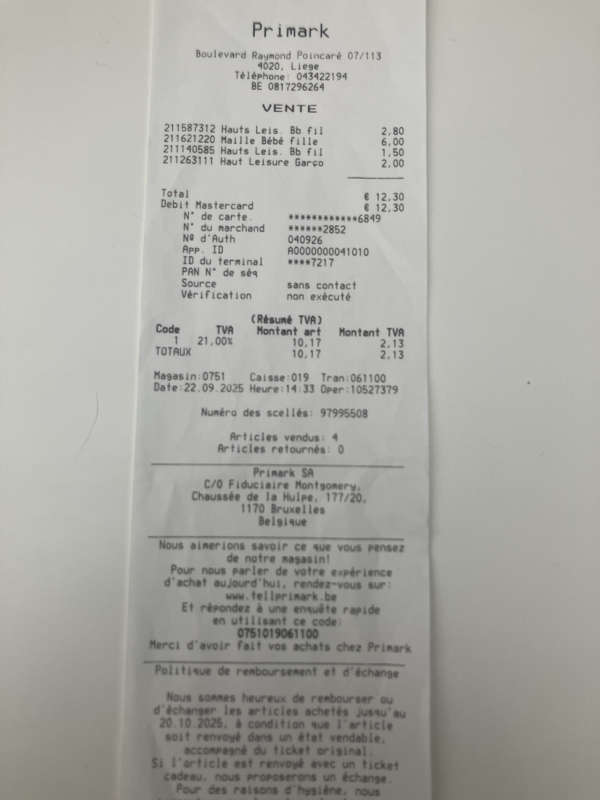 Primark
Boulevard Raymond Poincaré 07/113
4020, Liege
Téléphone: 043422194
BE 0817296264
VENTE
211587312 Hauts Leis. Bb fil 2,80
211621220 Maille Bébé fille 6,00
211140585 Hauts Leis. Bb fil 1,50
211263111 Haut Leisure Garço 2,00
Total € 12,30
Debit Mastercard € 12,30
N° de carte. ************6849
N° du marchand ******2852
Nº d'Auth 040926
App. ID A0000000041010
ID du terminal ****7217
PAN N° de séq
Source sans contact
Vérification non exécuté
(Résumé TVA)
Code TVA Montant art Montant TVA
1 21,00% 10,17 2,13
TOTAUX 10,17 2,13
Magasin:0751 Caisse:019 Tran:061100
Date:22.09.2025 Heure:14:33 Oper:10527379
Numéro des scellés: 97995508
Articles vendus: 4
Articles retournés: 0
Primark SA
C/O Fiduciaire Montgomery,
Chaussée de la Hulpe, 177/20,
1170 Bruxelles
Belgique
Nous aimerions savoir ce que vous pensez
de notre magasin!
Pour nous parler de votre expérience
d'achat aujourd'hui, rendez-vous sur:
www.tellprimark.be
Et répondez à une enquête rapide
en utilisant ce code:
0751019061100
Merci d'avoir fait vos achats chez Primark
Politique de remboursement et d'échange
Nous sommes heureux de rembourser ou
d'échanger les articles achetés jusqu'au
20.10.2025, à condition que l'article
soit renvoyé dans un état vendable,
accompagné du ticket original.
Si l'article est renvoyé avec un ticket
cadeau, nous proposerons un échange.
Pour des raisons d'hygiène, nous